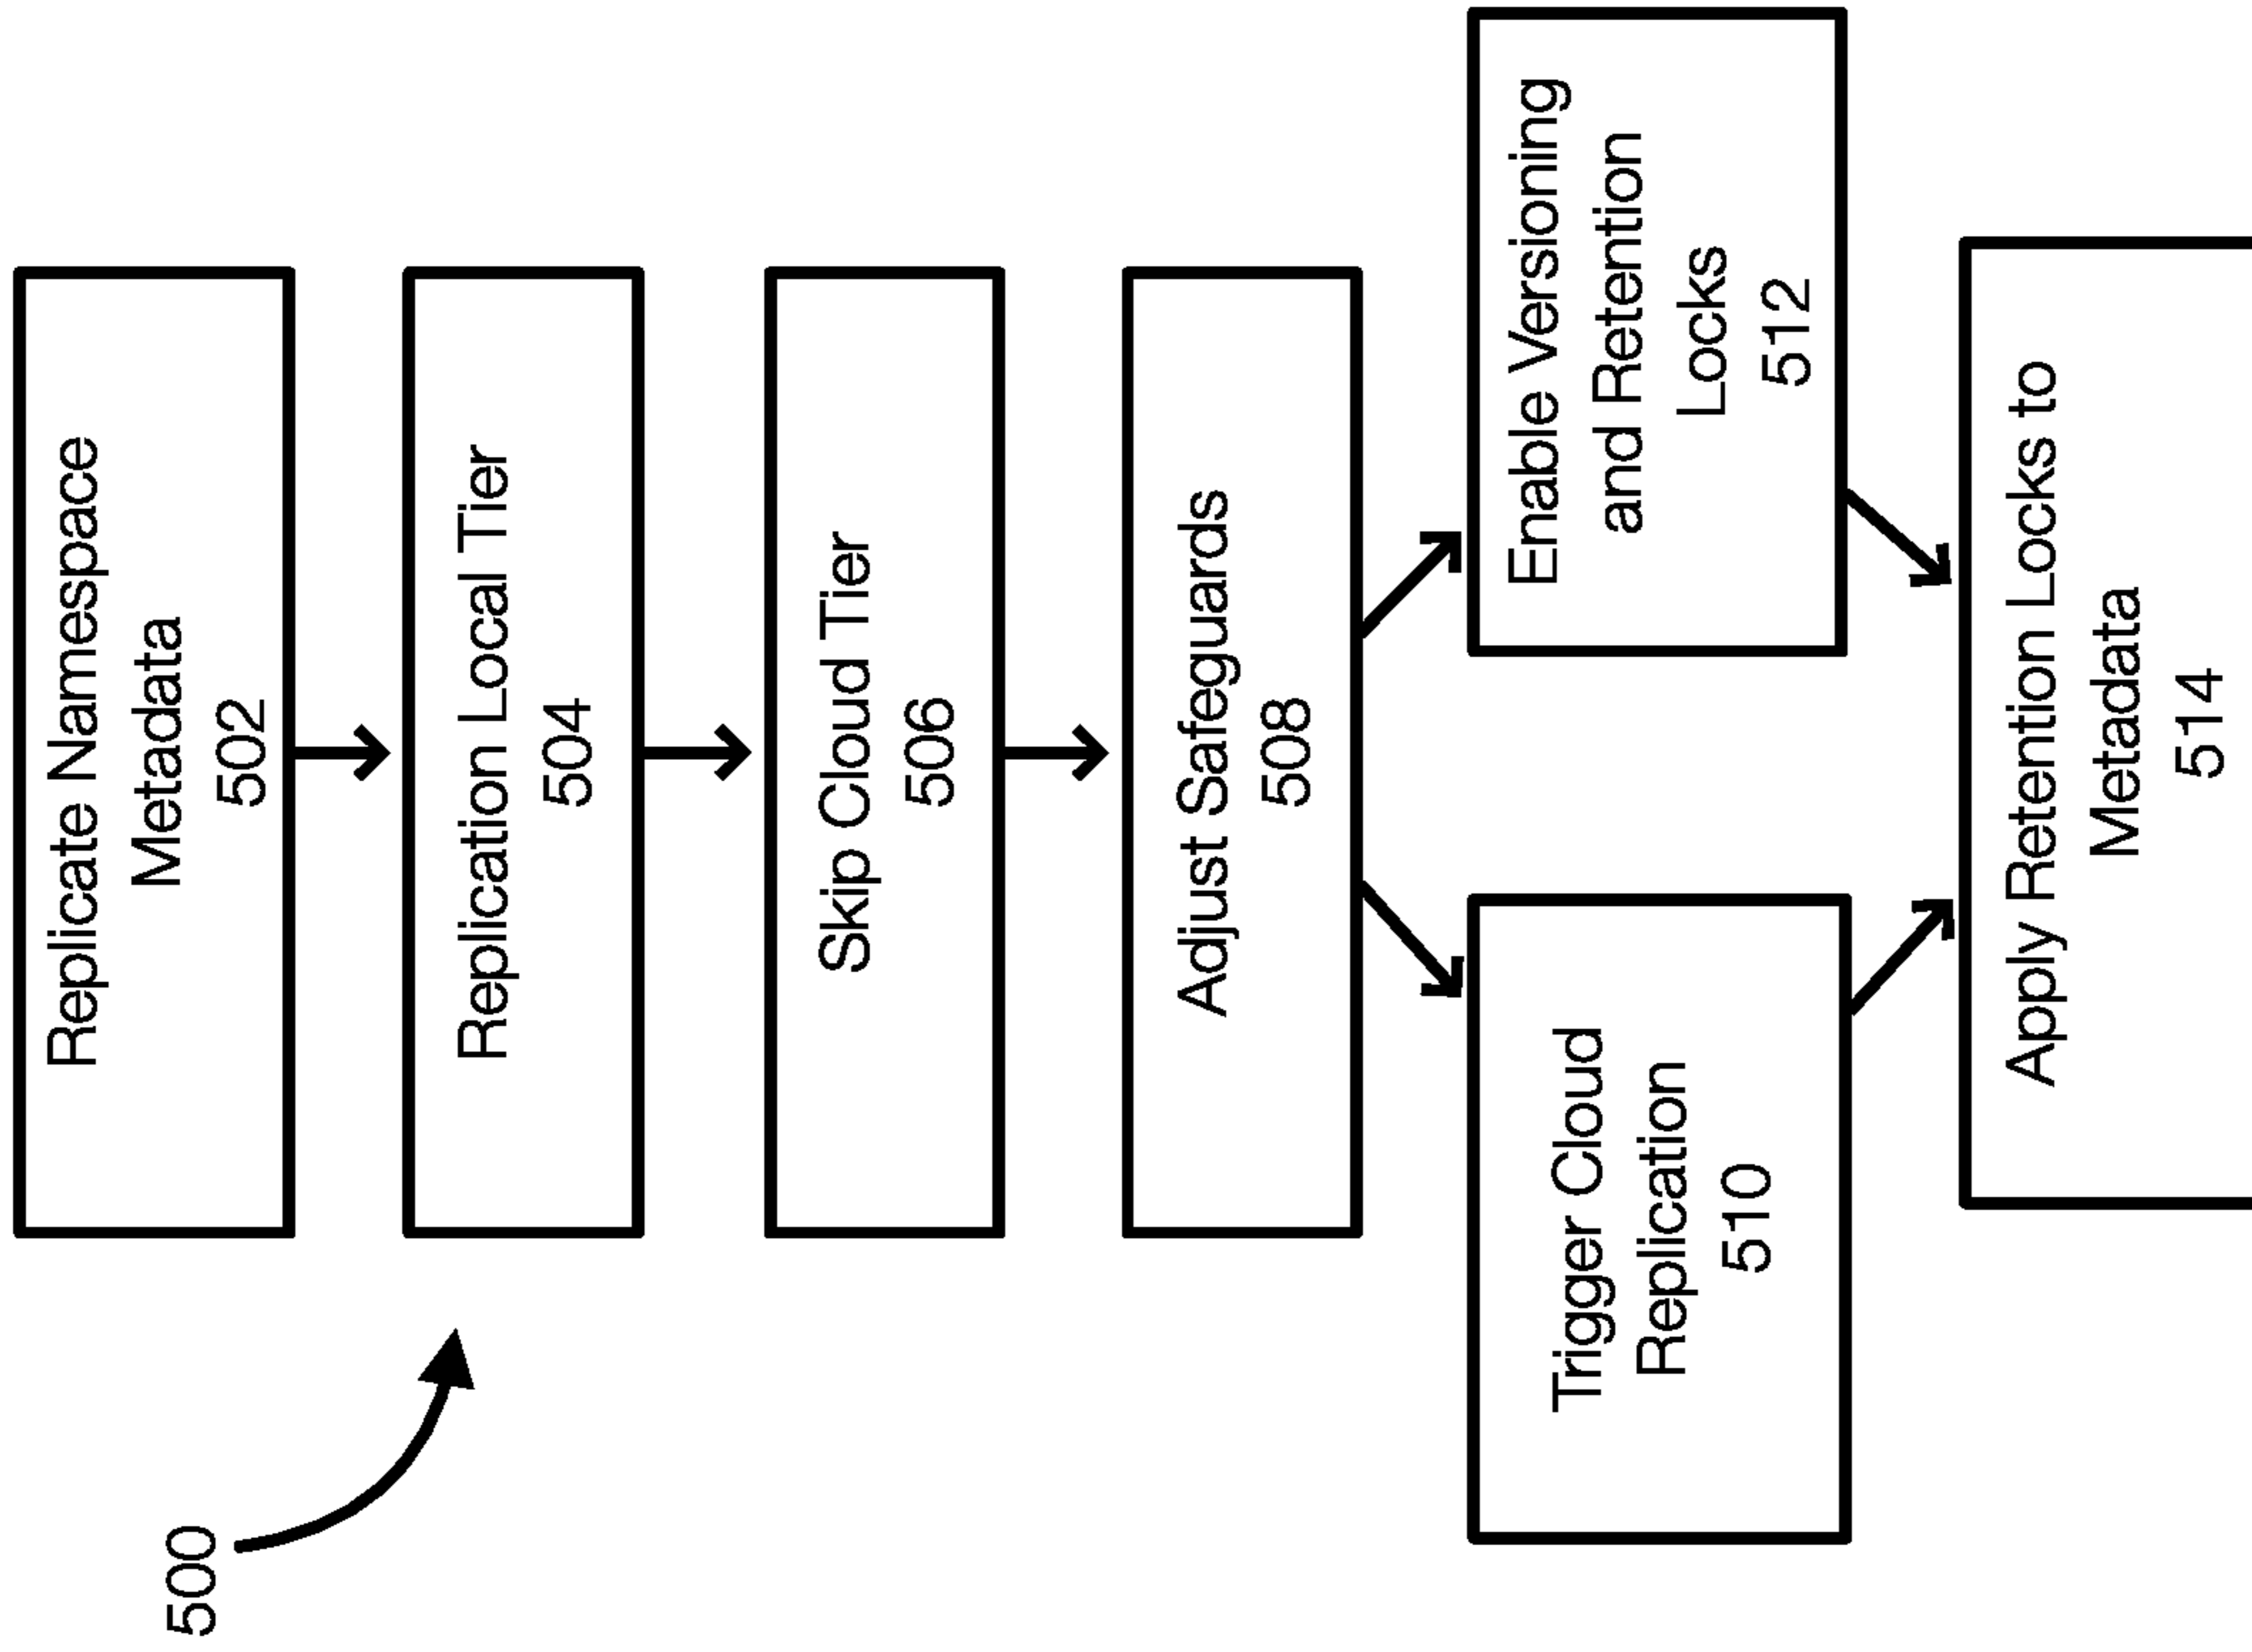 500
Replicate Namespace
Metadata
502
Replication Local Tier
504
Skip Cloud Tier
506
Adjust Safeguards
508
Trigger Cloud
Replication
510
Enable Versioning
and Retention
Locks
512
Apply Retention Locks to
Metadata
514